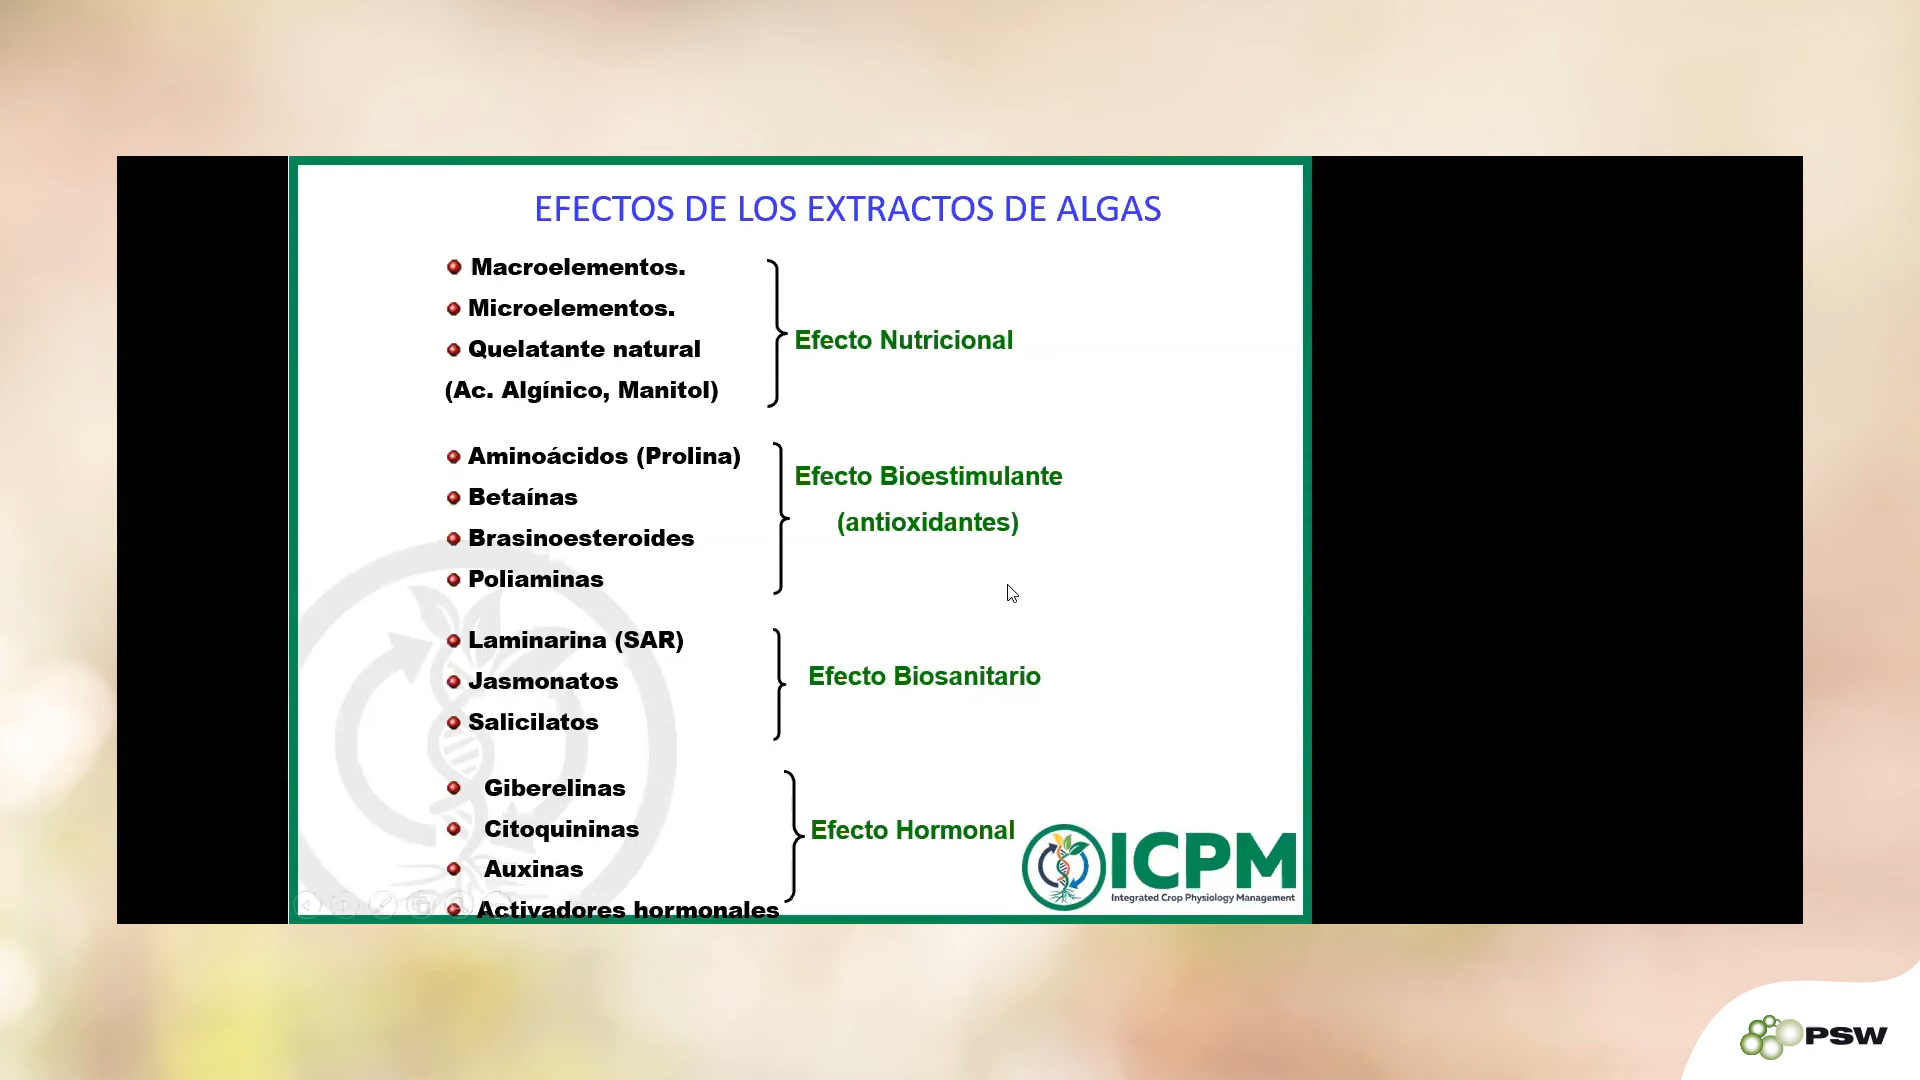 EFECTOS DE LOS EXTRACTOS DE ALGAS
Macroelementos.
Microelementos.
Quelatante natural
(Ac. Algínico, Manitol)
Efecto Nutricional
Aminoácidos (Prolina)
Betaínas
Brasinoesteroides
Poliaminas
Efecto Bioestimulante
(antioxidantes)
Laminarina (SAR)
Jasmonatos
Salicilatos
Efecto Biosanitario
Giberelinas
Citoquininas
Auxinas
Activadores hormonales
Efecto Hormonal
ICPM
Integrated Crop Physiology Management
PSW